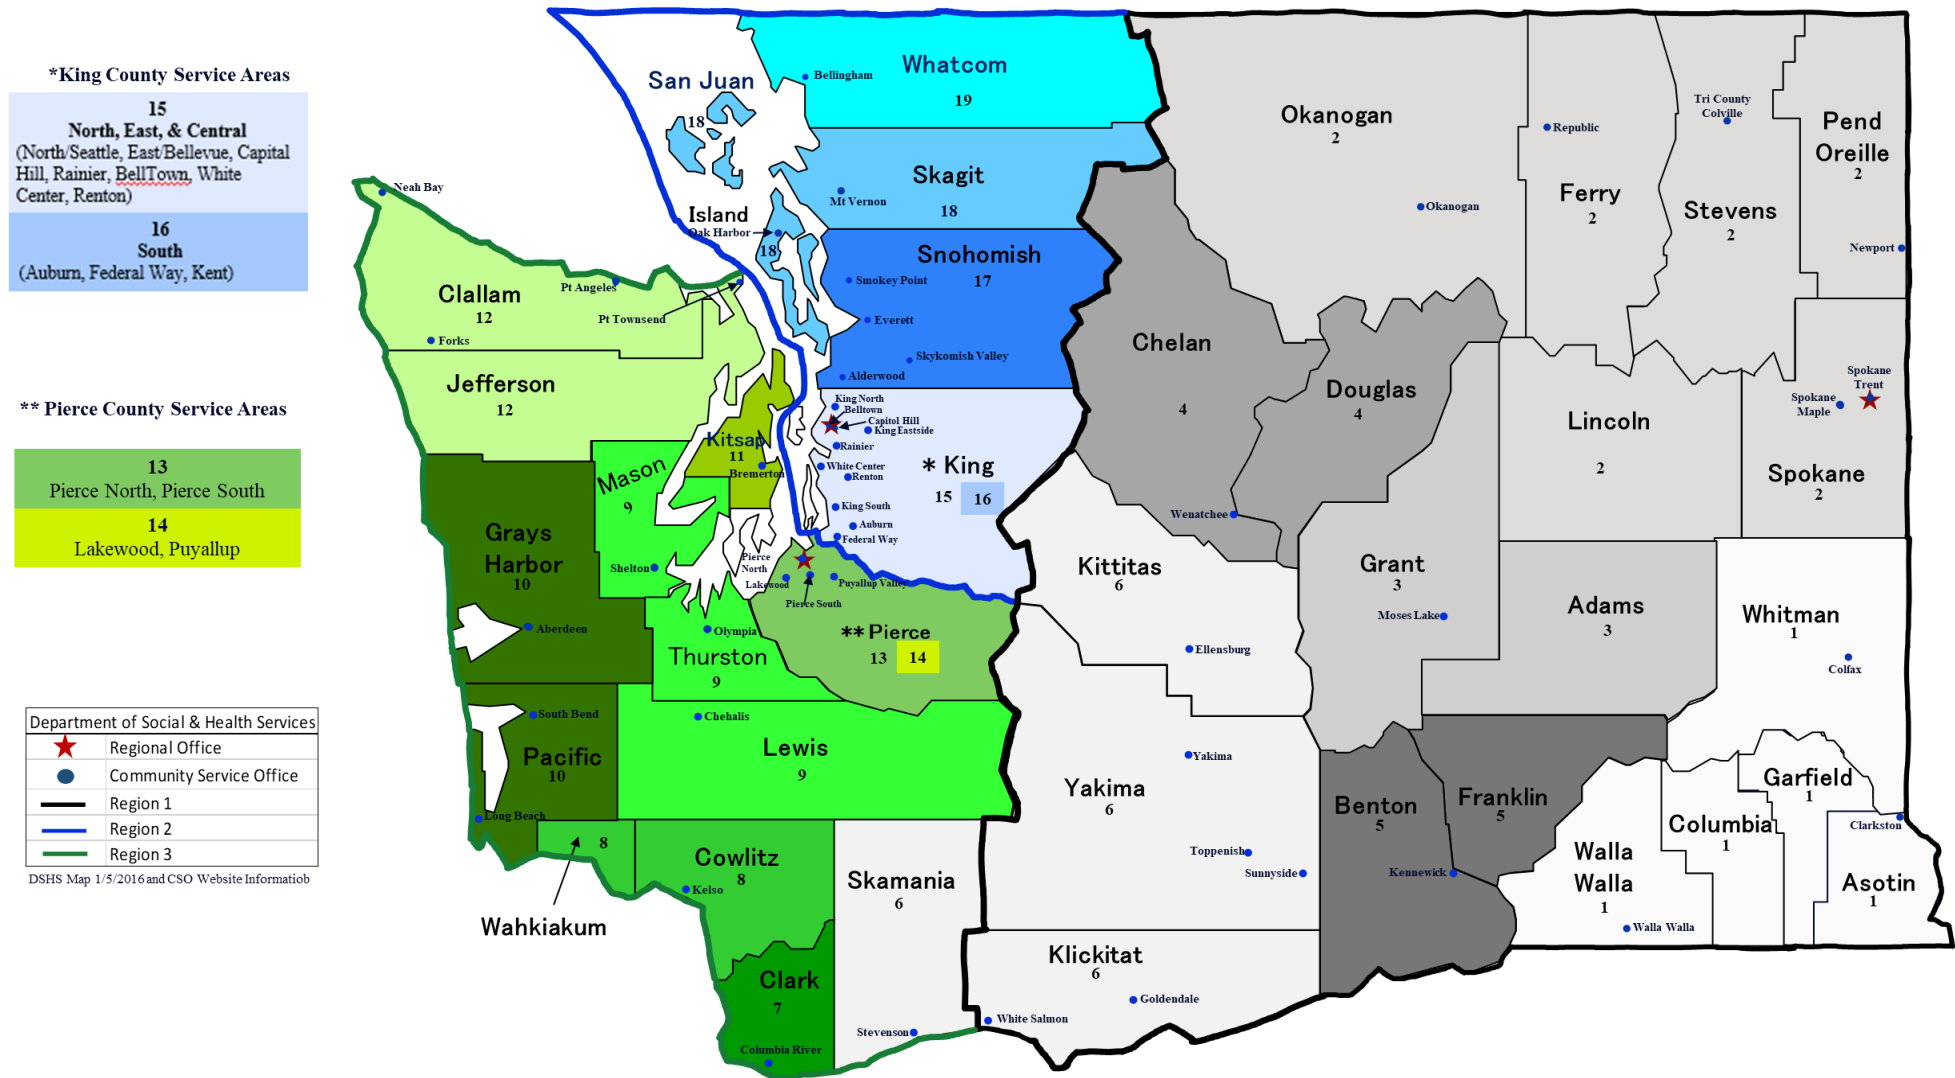 *King County Service Areas
15
North, East, & Central
(North/Seattle, East/Bellevue, Capital
Hill, Rainier, BellTown, White
Center, Renton)
16
South
(Auburn, Federal Way, Kent)
** Pierce County Service Areas
13
Pierce North, Pierce South
14
Lakewood, Puyallup
Department of Social & Health Services
Regional Office
Community Service Office
Region 1
Region 2
Region 3
DSHS Map 1/5/2016 and CSO Website Informatiob
San Juan
18
Whatcom
Bellingham
19
Skagit
Mt Vernon
18
Island
Oak Harbor
18
Snohomish
17
Smokey Point
Everett
Skykomish Valley
Alderwood
Neah Bay
Clallam
12
Pt Angeles
Pt Townsend
Forks
Jefferson
12
Kitsap
11
Bremerton
King North
Belltown
Capitol Hill
King Eastside
Rainier
White Center
Renton
* King
15
16
King South
Auburn
Federal Way
Mason
9
Shelton
Grays
Harbor
10
Aberdeen
Pierce
North
Lakewood
Pierce South
Puyallup Valley
** Pierce
13
14
Olympia
Thurston
9
South Bend
Pacific
10
Long Beach
Chehalis
Lewis
9
8
Wahkiakum
Cowlitz
8
Kelso
Clark
7
Columbia River
Skamania
6
Stevenson
Okanogan
2
Okanogan
Republic
Ferry
2
Tri County
Colville
Stevens
2
Pend
Oreille
2
Newport
Chelan
4
Wenatchee
Douglas
4
Lincoln
2
Spokane
Trent
Spokane
Maple
Spokane
2
Kittitas
6
Ellensburg
Grant
3
Moses Lake
Adams
3
Whitman
1
Colfax
Yakima
6
Yakima
Toppenish
Sunnyside
Benton
5
Kennewick
Franklin
5
Walla
Walla
1
Walla Walla
Columbia
1
Garfield
1
Clarkston
Asotin
1
Klickitat
6
Goldendale
White Salmon